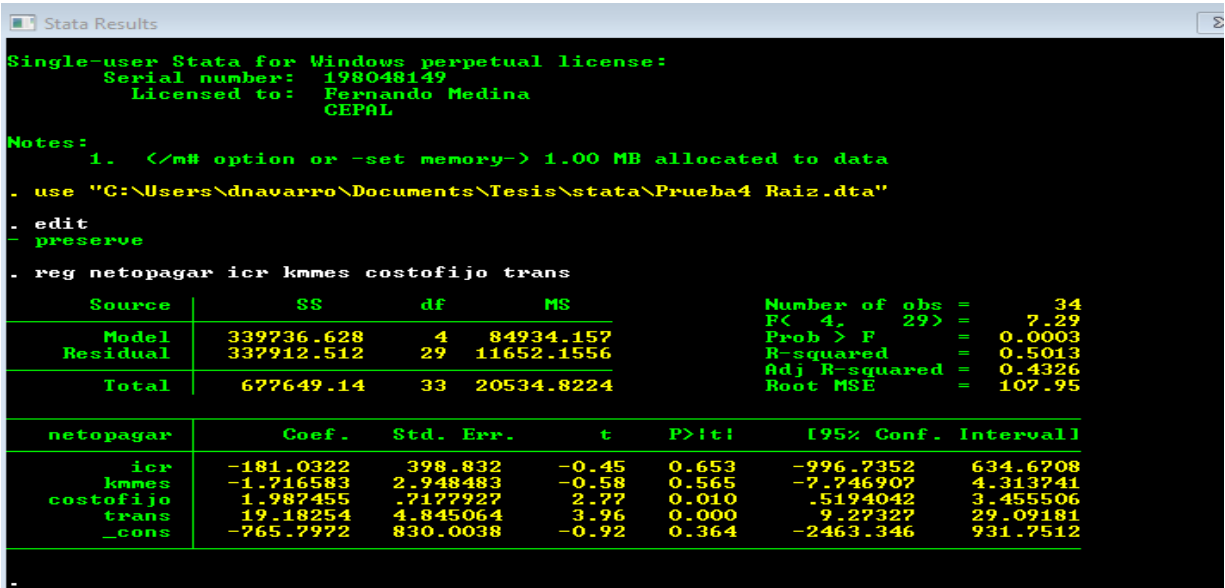 Stata Results
Single-user Stata for Windows perpetual license:
Serial number: 198048149
Licensed to: Fernando Medina
CEPAL
Notes:
1. (/m# option or -set memory-) 1.00 MB allocated to data
. use "C:\Users\dnavarro\Documents\Tesis\stata\Prueba4 Raiz.dta"
. edit
- preserve
. reg netopagar icr kmmes costofijo trans
Source | SS df MS Number of obs = 34
F( 4, 29) = 7.29
Model | 339736.628 4 84934.157 Prob > F = 0.0003
Residual | 337912.512 29 11652.1556 R-squared = 0.5013
Adj R-squared = 0.4326
Total | 677649.14 33 20534.8224 Root MSE = 107.95
netopagar | Coef. Std. Err. t P>|t| [95% Conf. Interval]
icr | -181.0322 398.832 -0.45 0.653 -996.7352 634.6708
kmmes | -1.716583 2.948483 -0.58 0.565 -7.746907 4.313741
costofijo | 1.987455 .7177927 2.77 0.010 .5194042 3.455506
trans | 19.18254 4.845064 3.96 0.000 9.27327 29.09181
_cons | -765.7972 830.0038 -0.92 0.364 -2463.346 931.7512
.